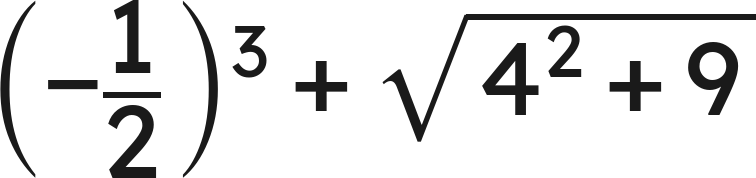 (-1/2)³ + √(4² + 9)